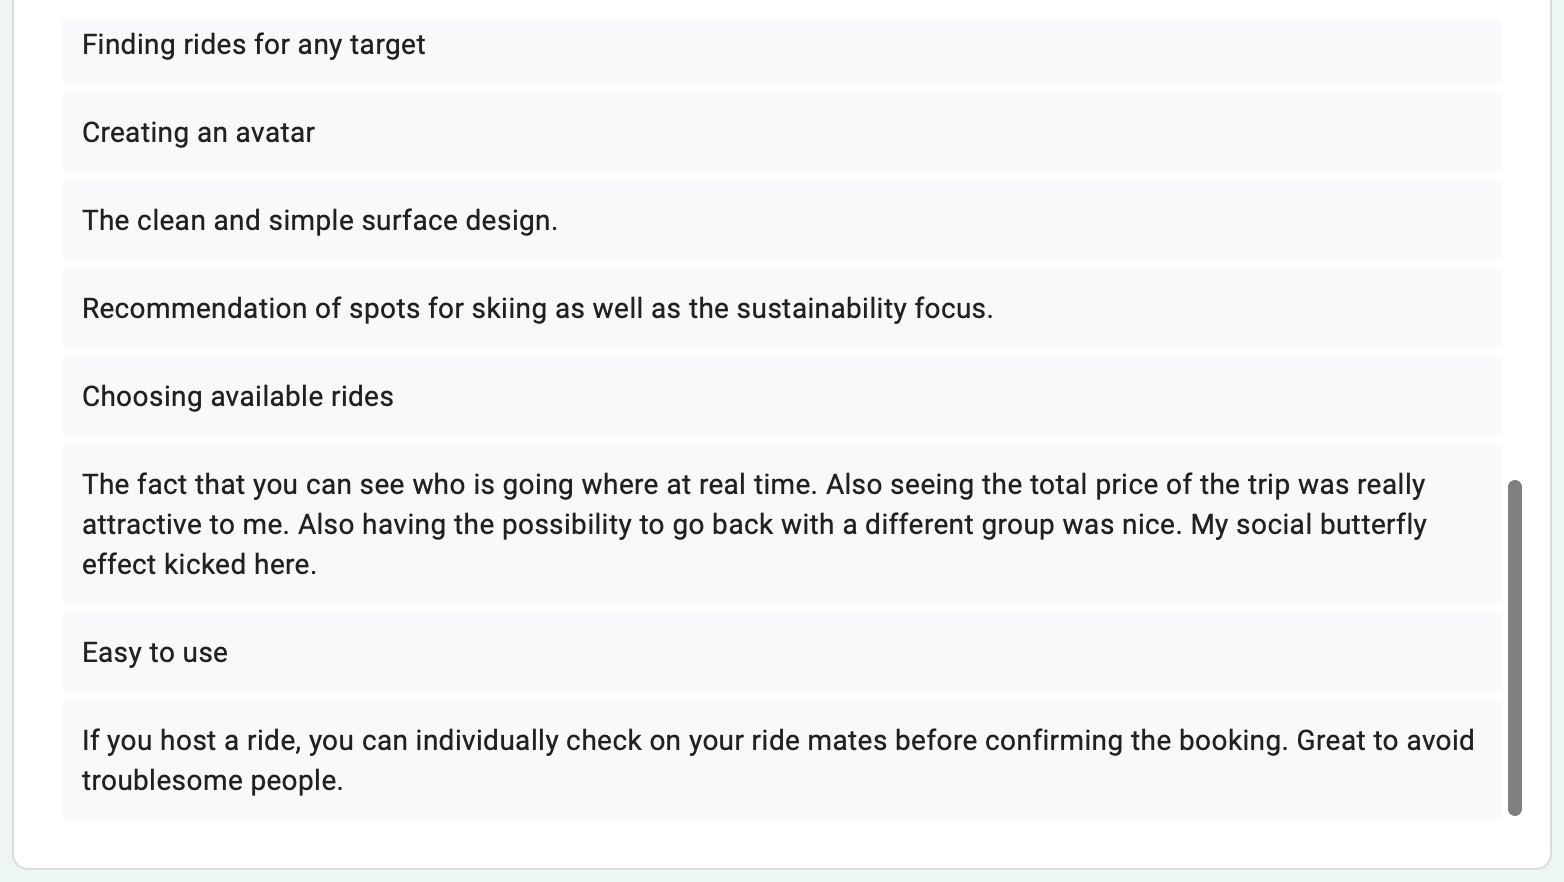 Finding rides for any target
Creating an avatar
The clean and simple surface design.
Recommendation of spots for skiing as well as the sustainability focus.
Choosing available rides
The fact that you can see who is going where at real time. Also seeing the total price of the trip was really
attractive to me. Also having the possibility to go back with a different group was nice. My social butterfly
effect kicked here.
Easy to use
If you host a ride, you can individually check on your ride mates before confirming the booking. Great to avoid
troublesome people.